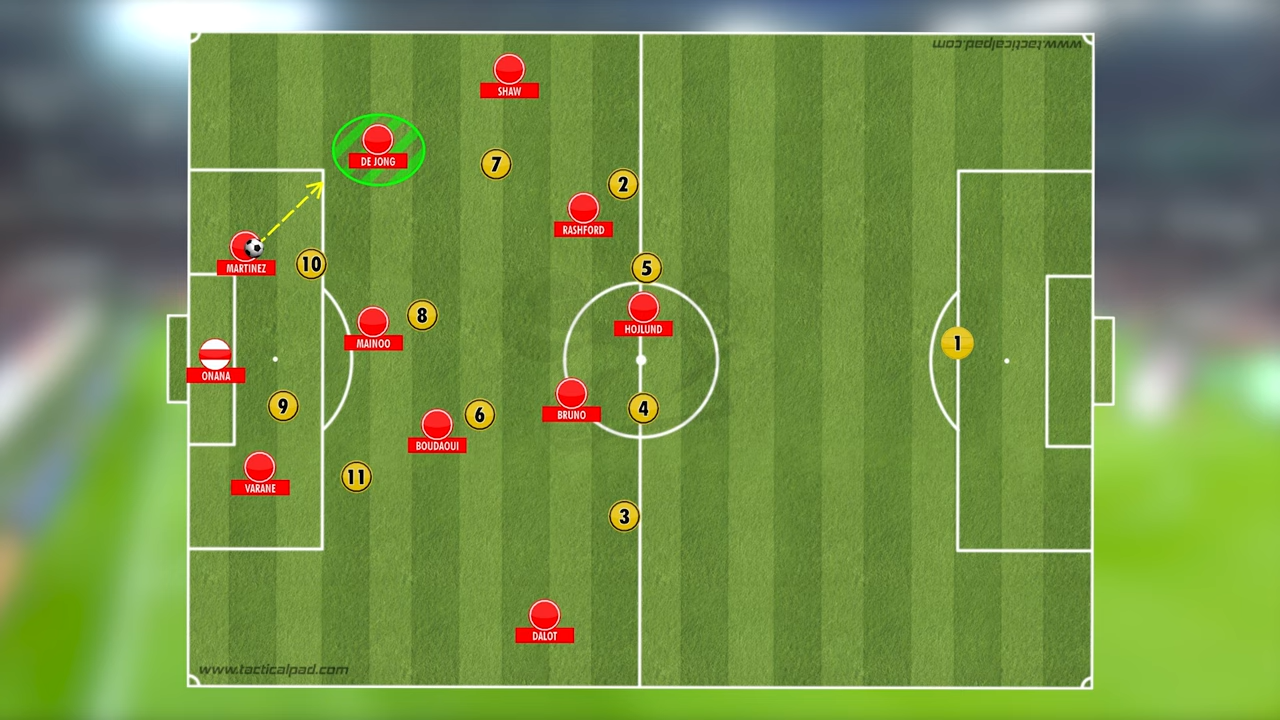 www.tacticalpad.com
SHAW
DE JONG
7
2
RASHFORD
MARTINEZ
10
5
8
HOJLUND
MAINOO
1
ONANA
9
6
BRUNO
4
BOUDAOUI
11
VARANE
3
DALOT
www.tacticalpad.com